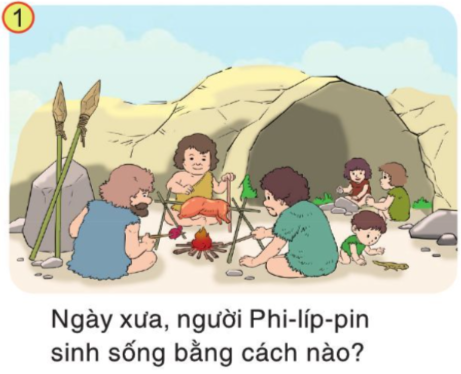 1
Ngày xưa, người Phi-líp-pin
sinh sống bằng cách nào?